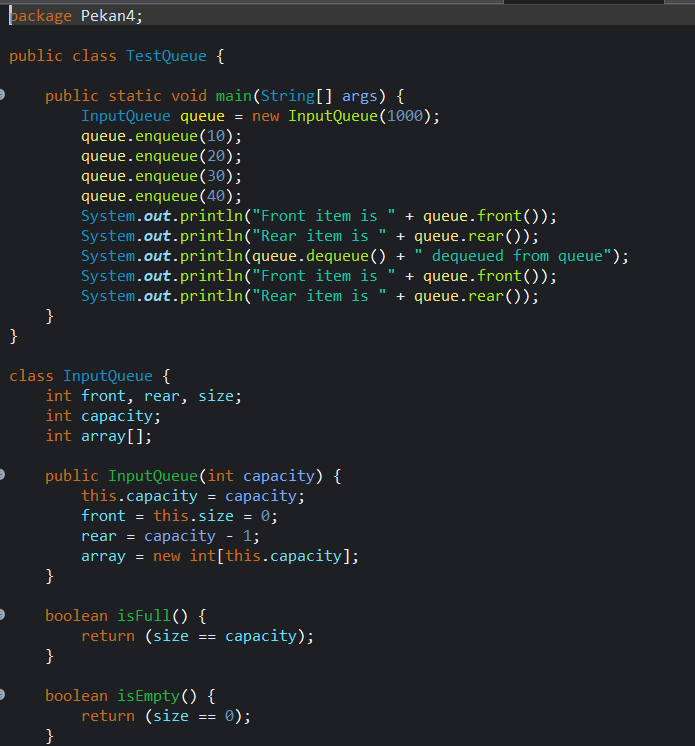 package Pekan4;
public class TestQueue {
public static void main(String[] args) {
InputQueue queue = new InputQueue(1000);
queue.enqueue(10);
queue.enqueue(20);
queue.enqueue(30);
queue.enqueue(40);
System.out.println("Front item is " + queue.front());
System.out.println("Rear item is " + queue.rear());
System.out.println(queue.dequeue() + " dequeued from queue");
System.out.println("Front item is " + queue.front());
System.out.println("Rear item is " + queue.rear());
}
}
class InputQueue {
int front, rear, size;
int capacity;
int array[];
public InputQueue(int capacity) {
this.capacity = capacity;
front = this.size = 0;
rear = capacity - 1;
array = new int[this.capacity];
}
boolean isFull() {
return (size == capacity);
}
boolean isEmpty() {
return (size == 0);
}